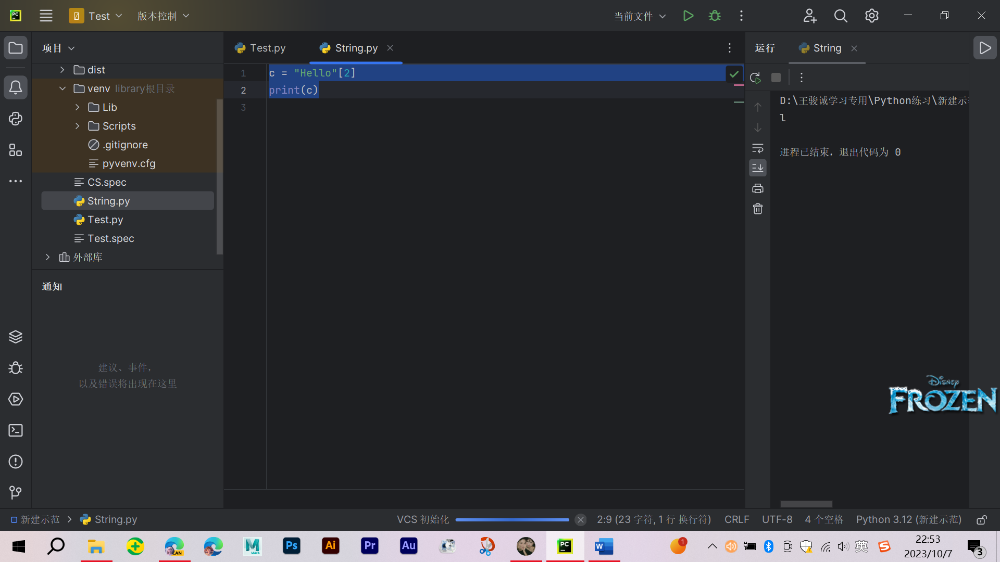 Test
版本控制
当前文件
项目
Test.py
String.py
运行
String
dist
venv library根目录
Lib
Scripts
.gitignore
pyvenv.cfg
CS.spec
String.py
Test.py
Test.spec
外部库
1 c = "Hello"[2]
2 print(c)
3
D:\王骏诚学习专用\Python练习\新建示
l
进程已结束，退出代码为 0
通知
建议、事件，
以及错误将出现在这里
Disney
FROZEN
新建示范 String.py
VCS 初始化
2:9 (23 字符, 1 行 换行符)
CRLF
UTF-8
4 个空格
Python 3.12 (新建示范)
CAN
MAYA
Ps
Ai
Pr
Au
PC
W
1
英
22:53
2023/10/7
3